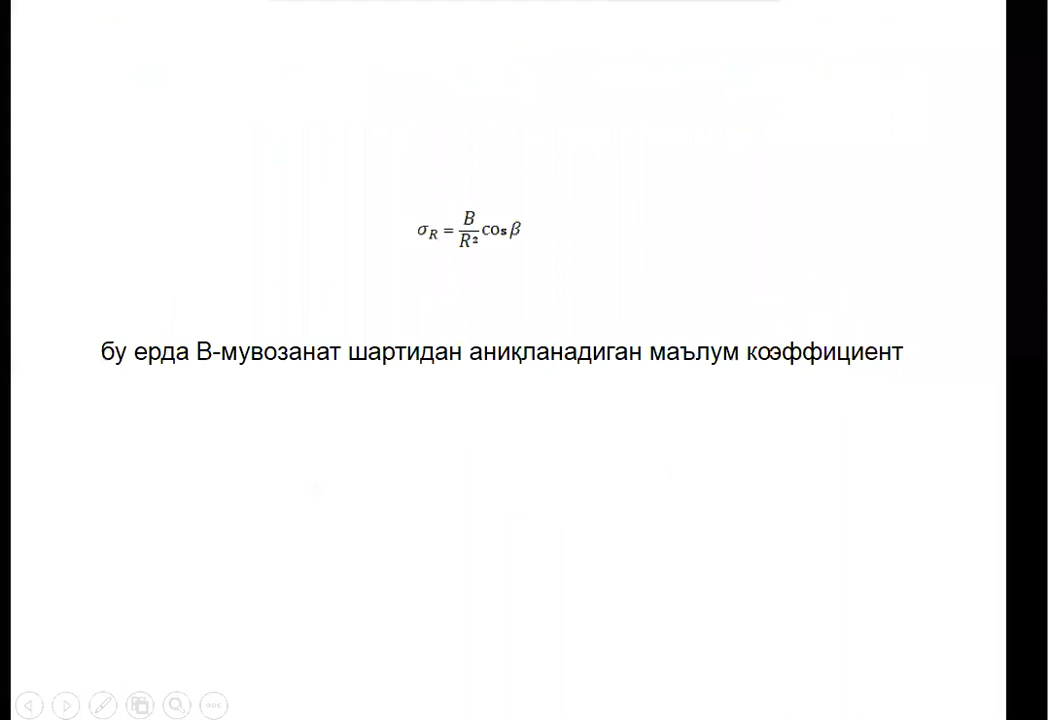 σ_R = B/R² cos β
бу ерда В-мувозанат шартидан аниқланадиган маълум коэффициент